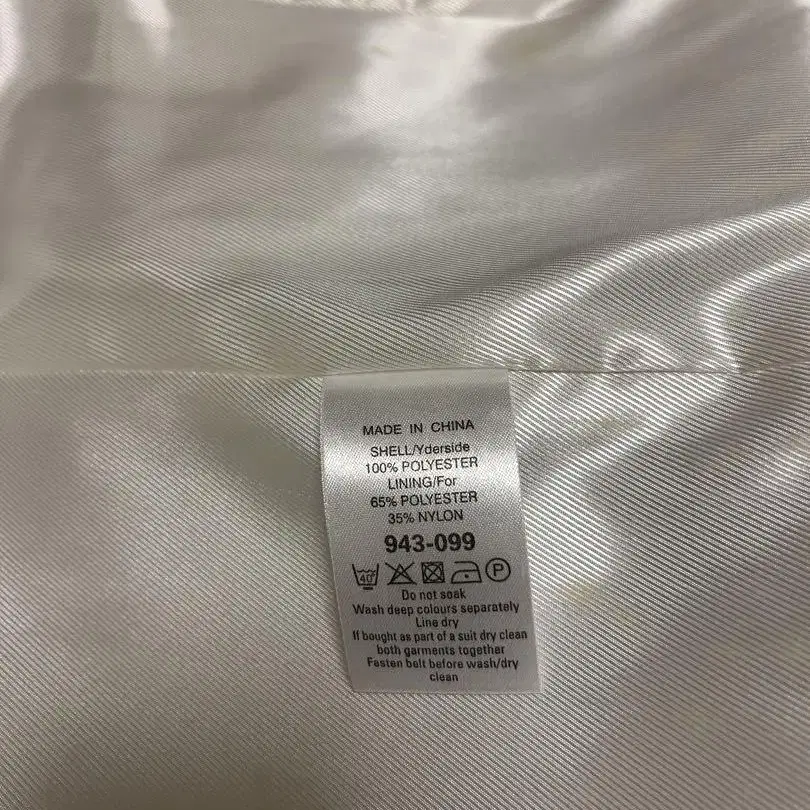 MADE IN CHINA
SHELL/Yderside
100% POLYESTER
LINING/For
65% POLYESTER
35% NYLON
943-099
40° P
Do not soak
Wash deep colours separately
Line dry
If bought as part of a suit dry clean
both garments together
Fasten belt before wash/dry
clean